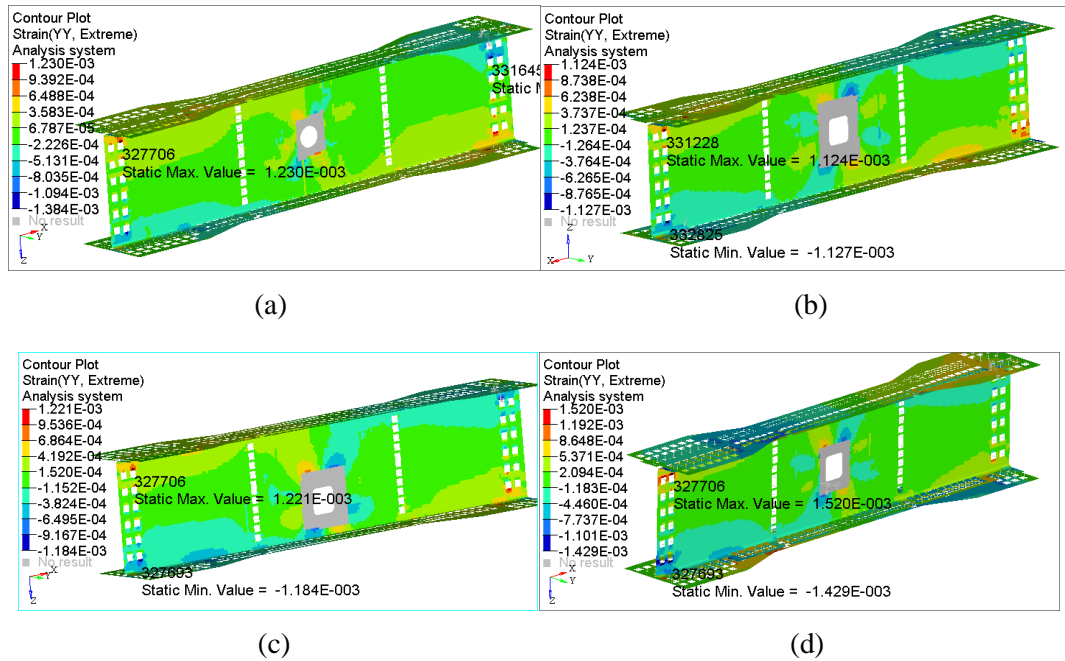 Contour Plot
Strain(YY, Extreme)
Analysis system
1.230E-03
9.392E-04
6.488E-04
3.583E-04
6.787E-05
-2.226E-04
-5.131E-04
-8.035E-04
-1.094E-03
-1.384E-03
No result
327706
Static Max. Value = 1.230E-003
331645
Static
X
Y
Z
(a)
Contour Plot
Strain(YY, Extreme)
Analysis system
1.124E-03
8.738E-04
6.238E-04
3.737E-04
1.237E-04
-1.264E-04
-3.764E-04
-6.265E-04
-8.765E-04
-1.127E-03
No result
331228
Static Max. Value = 1.124E-003
332825
Static Min. Value = -1.127E-003
Z
X
Y
(b)
Contour Plot
Strain(YY, Extreme)
Analysis system
1.221E-03
9.536E-04
6.864E-04
4.192E-04
1.520E-04
-1.152E-04
-3.824E-04
-6.495E-04
-9.167E-04
-1.184E-03
No result
327706
Static Max. Value = 1.221E-003
327693
Static Min. Value = -1.184E-003
X
Y
Z
(c)
Contour Plot
Strain(YY, Extreme)
Analysis system
1.520E-03
1.192E-03
8.648E-04
5.371E-04
2.094E-04
-1.183E-04
-4.460E-04
-7.737E-04
-1.101E-03
-1.429E-03
No result
327706
Static Max. Value = 1.520E-003
327693
Static Min. Value = -1.429E-003
X
Y
Z
(d)